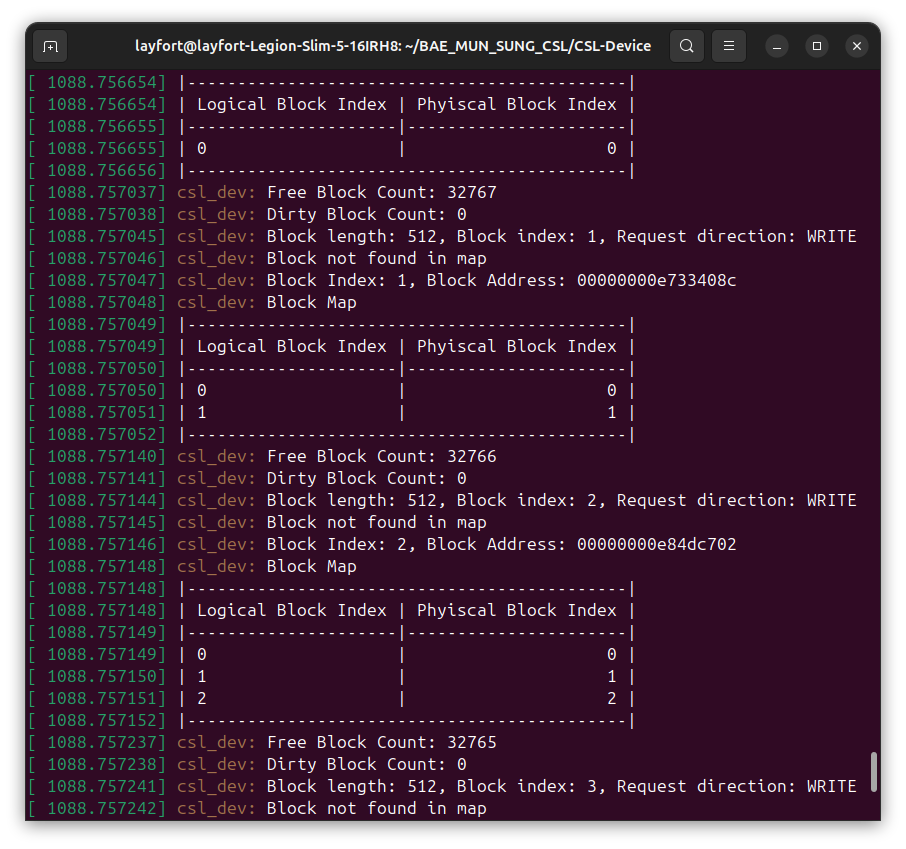 layfort@layfort-Legion-Slim-5-16IRH8: ~/BAE_MUN_SUNG_CSL/CSL-Device
[ 1088.756654] |--------------------------------------------|
[ 1088.756654] | Logical Block Index | Phyiscal Block Index |
[ 1088.756655] |---------------------|----------------------|
[ 1088.756655] | 0                   |                    0 |
[ 1088.756656] |--------------------------------------------|
[ 1088.757037] csl_dev: Free Block Count: 32767
[ 1088.757038] csl_dev: Dirty Block Count: 0
[ 1088.757045] csl_dev: Block length: 512, Block index: 1, Request direction: WRITE
[ 1088.757046] csl_dev: Block not found in map
[ 1088.757047] csl_dev: Block Index: 1, Block Address: 00000000e733408c
[ 1088.757048] csl_dev: Block Map
[ 1088.757049] |--------------------------------------------|
[ 1088.757049] | Logical Block Index | Phyiscal Block Index |
[ 1088.757050] |---------------------|----------------------|
[ 1088.757050] | 0                   |                    0 |
[ 1088.757051] | 1                   |                    1 |
[ 1088.757052] |--------------------------------------------|
[ 1088.757140] csl_dev: Free Block Count: 32766
[ 1088.757141] csl_dev: Dirty Block Count: 0
[ 1088.757144] csl_dev: Block length: 512, Block index: 2, Request direction: WRITE
[ 1088.757145] csl_dev: Block not found in map
[ 1088.757146] csl_dev: Block Index: 2, Block Address: 00000000e84dc702
[ 1088.757148] csl_dev: Block Map
[ 1088.757148] |--------------------------------------------|
[ 1088.757148] | Logical Block Index | Phyiscal Block Index |
[ 1088.757149] |---------------------|----------------------|
[ 1088.757149] | 0                   |                    0 |
[ 1088.757150] | 1                   |                    1 |
[ 1088.757151] | 2                   |                    2 |
[ 1088.757152] |--------------------------------------------|
[ 1088.757237] csl_dev: Free Block Count: 32765
[ 1088.757238] csl_dev: Dirty Block Count: 0
[ 1088.757241] csl_dev: Block length: 512, Block index: 3, Request direction: WRITE
[ 1088.757242] csl_dev: Block not found in map